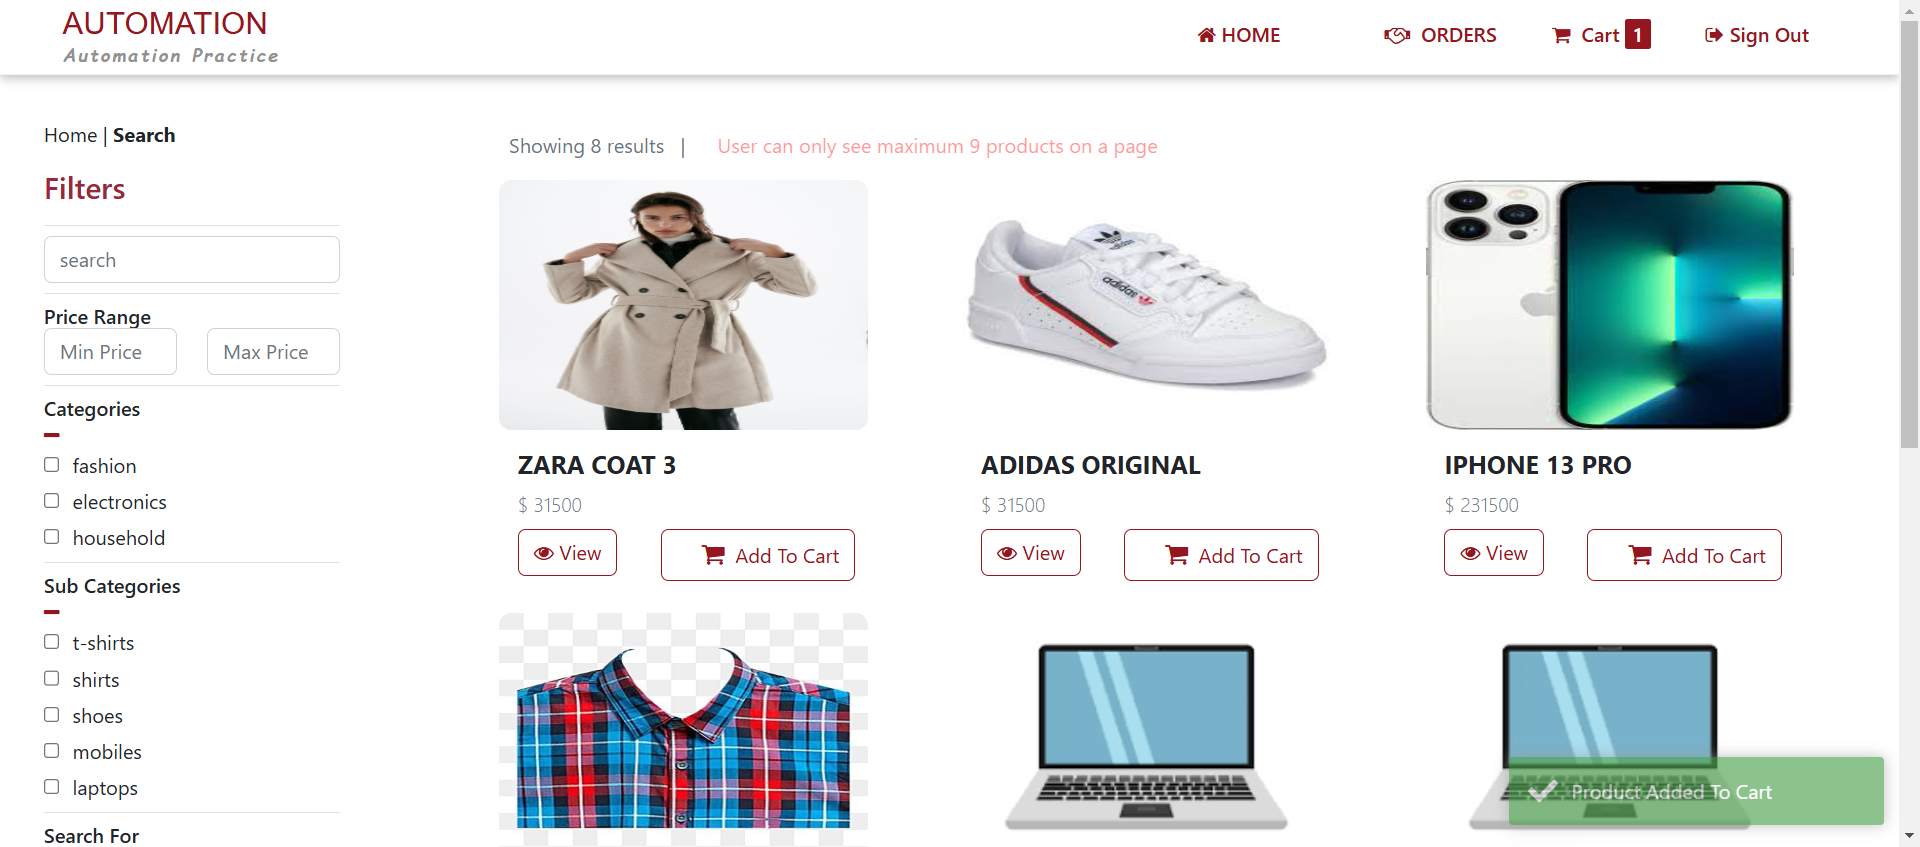 AUTOMATION
Automation Practice
HOME
ORDERS
Cart 1
Sign Out
Home | Search
Filters
search
Price Range
Min Price
Max Price
Categories
fashion
electronics
household
Sub Categories
t-shirts
shirts
shoes
mobiles
laptops
Search For
Showing 8 results |
User can only see maximum 9 products on a page
adidas
adidas
ZARA COAT 3
$ 31500
View
Add To Cart
ADIDAS ORIGINAL
$ 31500
View
Add To Cart
IPHONE 13 PRO
$ 231500
View
Add To Cart
Product Added To Cart